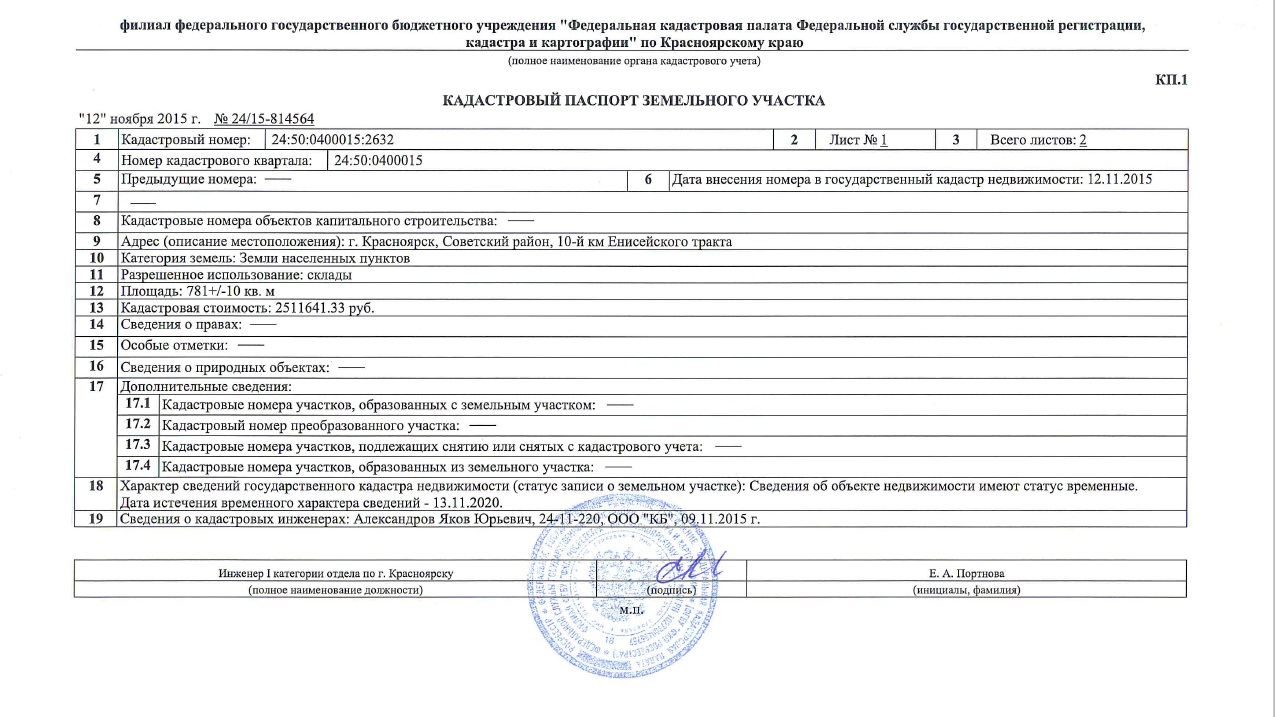 филиал федерального государственного бюджетного учреждения "Федеральная кадастровая палата Федеральной службы государственной регистрации,
кадастра и картографии" по Красноярскому краю
(полное наименование органа кадастрового учета)
КП.1
КАДАСТРОВЫЙ ПАСПОРТ ЗЕМЕЛЬНОГО УЧАСТКА
"12" ноября 2015 г. № 24/15-814564
1 Кадастровый номер: 24:50:0400015:2632 2 Лист № 1 3 Всего листов: 2
4 Номер кадастрового квартала: 24:50:0400015
5 Предыдущие номера: —— 6 Дата внесения номера в государственный кадастр недвижимости: 12.11.2015
7 ——
8 Кадастровые номера объектов капитального строительства: ——
9 Адрес (описание местоположения): г. Красноярск, Советский район, 10-й км Енисейского тракта
10 Категория земель: Земли населенных пунктов
11 Разрешенное использование: склады
12 Площадь: 781+/-10 кв. м
13 Кадастровая стоимость: 2511641.33 руб.
14 Сведения о правах: ——
15 Особые отметки: ——
16 Сведения о природных объектах: ——
17 Дополнительные сведения:
17.1 Кадастровые номера участков, образованных с земельным участком: ——
17.2 Кадастровый номер преобразованного участка: ——
17.3 Кадастровые номера участков, подлежащих снятию или снятых с кадастрового учета: ——
17.4 Кадастровые номера участков, образованных из земельного участка: ——
18 Характер сведений государственного кадастра недвижимости (статус записи о земельном участке): Сведения об объекте недвижимости имеют статус временные.
Дата истечения временного характера сведений - 13.11.2020.
19 Сведения о кадастровых инженерах: Александров Яков Юрьевич, 24-11-220, ООО "КБ", 09.11.2015 г.
Инженер I категории отдела по г. Красноярску Е. А. Портнова
(полное наименование должности) (подпись) (инициалы, фамилия)
м.п.